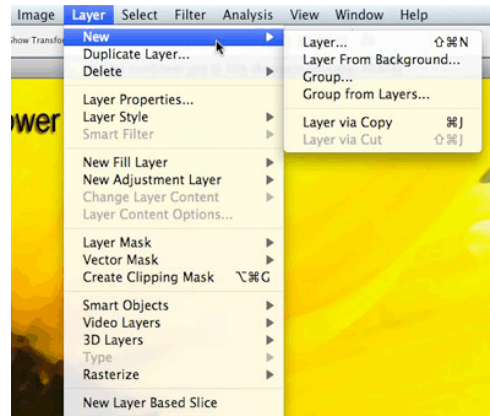 Image Layer Select Filter Analysis View Window Help
Show Transfo
wer
New
Duplicate Layer...
Delete
Layer Properties...
Layer Style
Smart Filter
New Fill Layer
New Adjustment Layer
Change Layer Content
Layer Content Options...
Layer Mask
Vector Mask
Create Clipping Mask ⌥⌘G
Smart Objects
Video Layers
3D Layers
Type
Rasterize
New Layer Based Slice
Layer... ⇧⌘N
Layer From Background...
Group...
Group from Layers...
Layer via Copy ⌘J
Layer via Cut ⇧⌘J